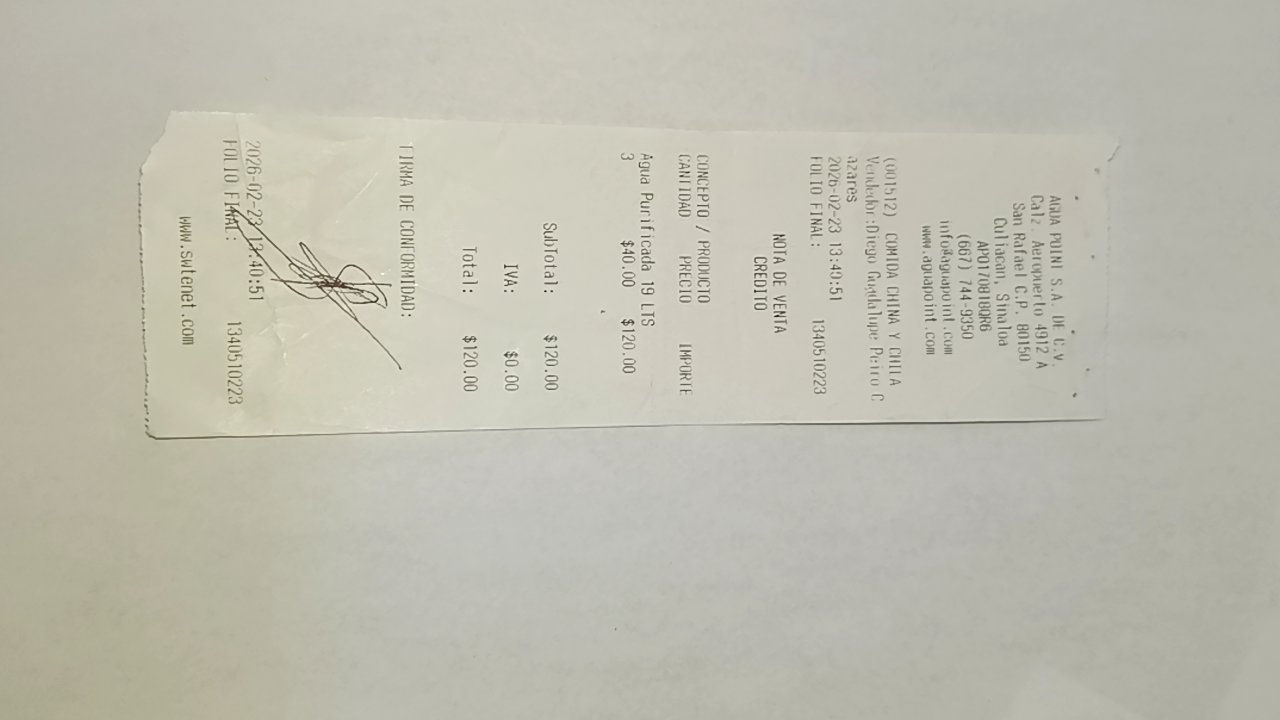 AGUA POINT S.A. DE C.V.
Calz. Aeropuerto 4912 A
San Rafael C.P. 80150
Culiacan, Sinaloa
APO170818QR6
(667) 744-9350
info@aguapoint.com
www.aguapoint.com
(001512) COMIDA CHINA Y CHILA
Vendedor:Diego Guadalupe Peiro C
azares
2026-02-23 13:40:51
FOLIO FINAL: 1340510223
NOTA DE VENTA
CREDITO
CONCEPTO / PRODUCTO
CANTIDAD PRECIO IMPORTE
Agua Purificada 19 LTS
3 $40.00 $120.00
SubTotal: $120.00
IVA: $0.00
Total: $120.00
FIRMA DE CONFORMIDAD:
2026-02-23 13:40:51
FOLIO FINAL: 1340510223
www.swtenet.com